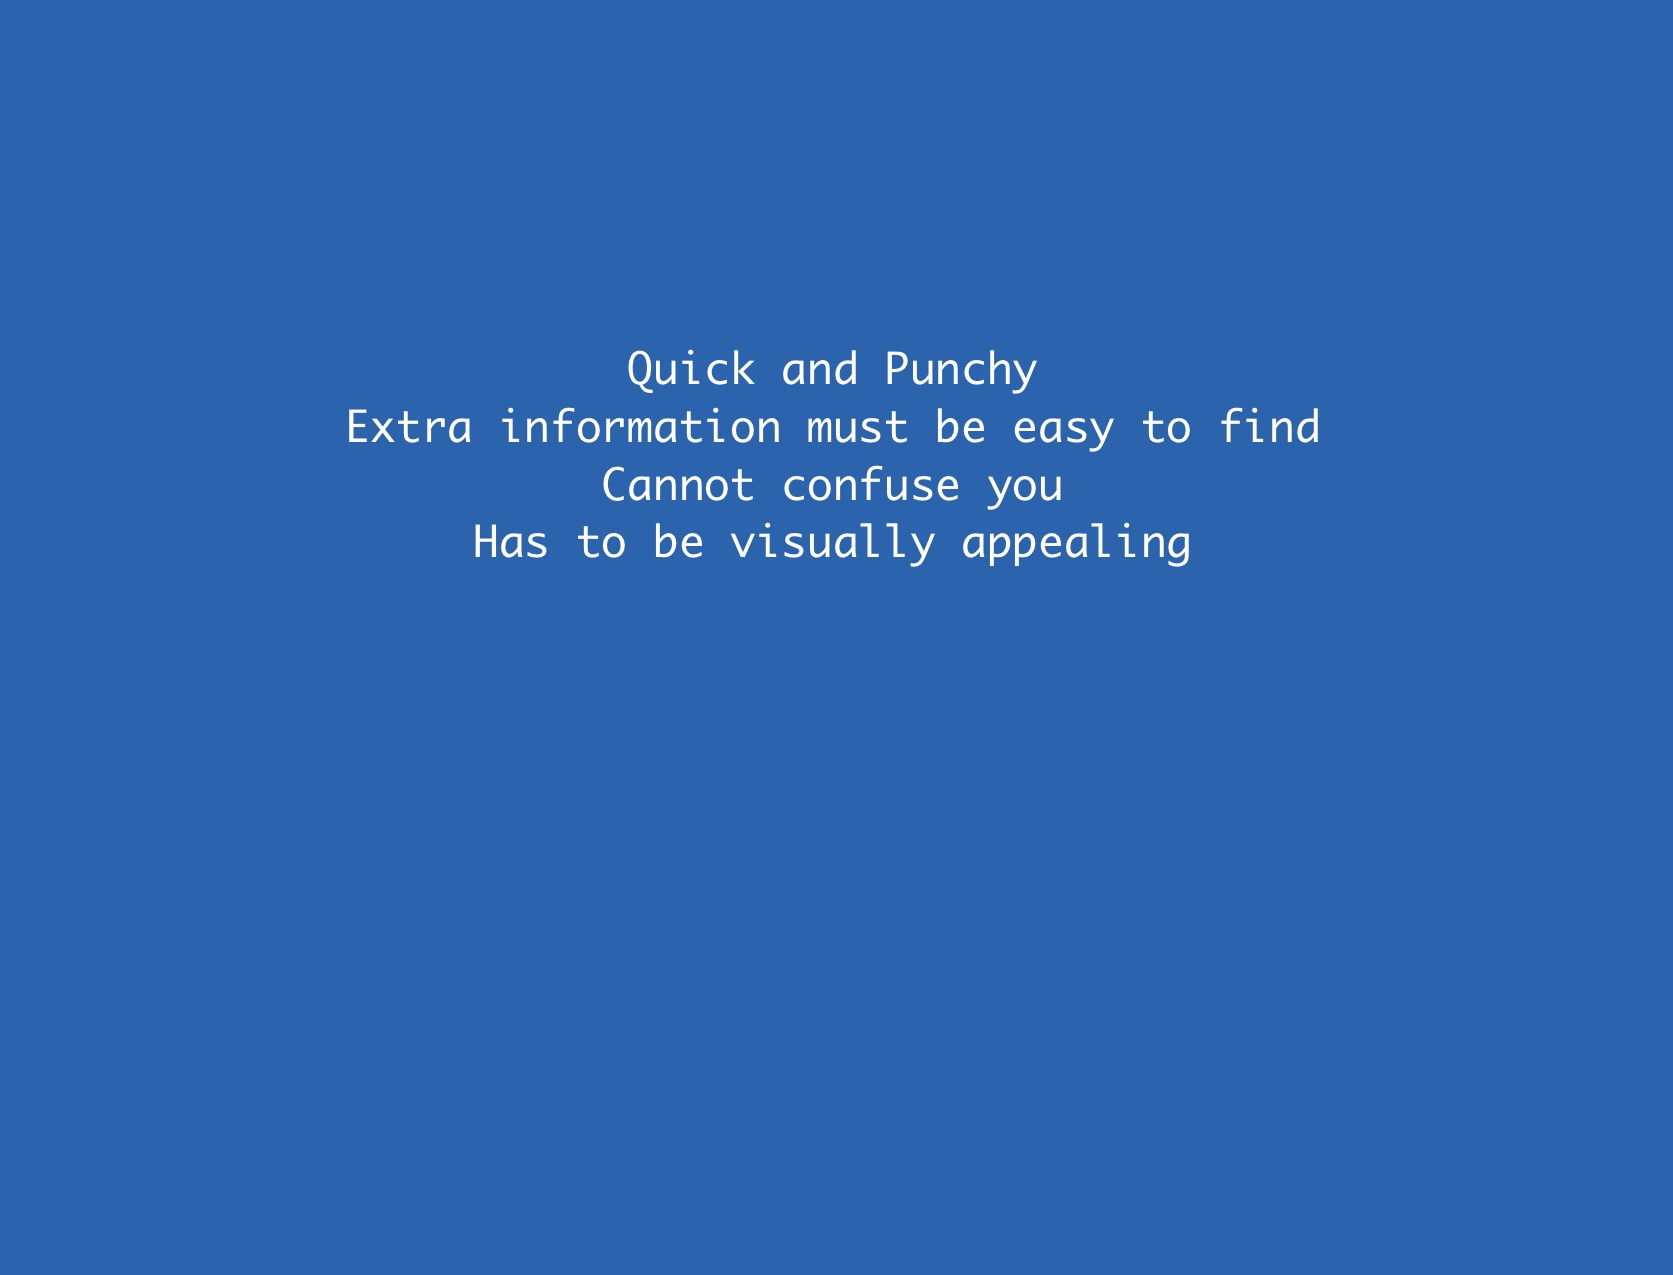 Quick and Punchy
Extra information must be easy to find
Cannot confuse you
Has to be visually appealing